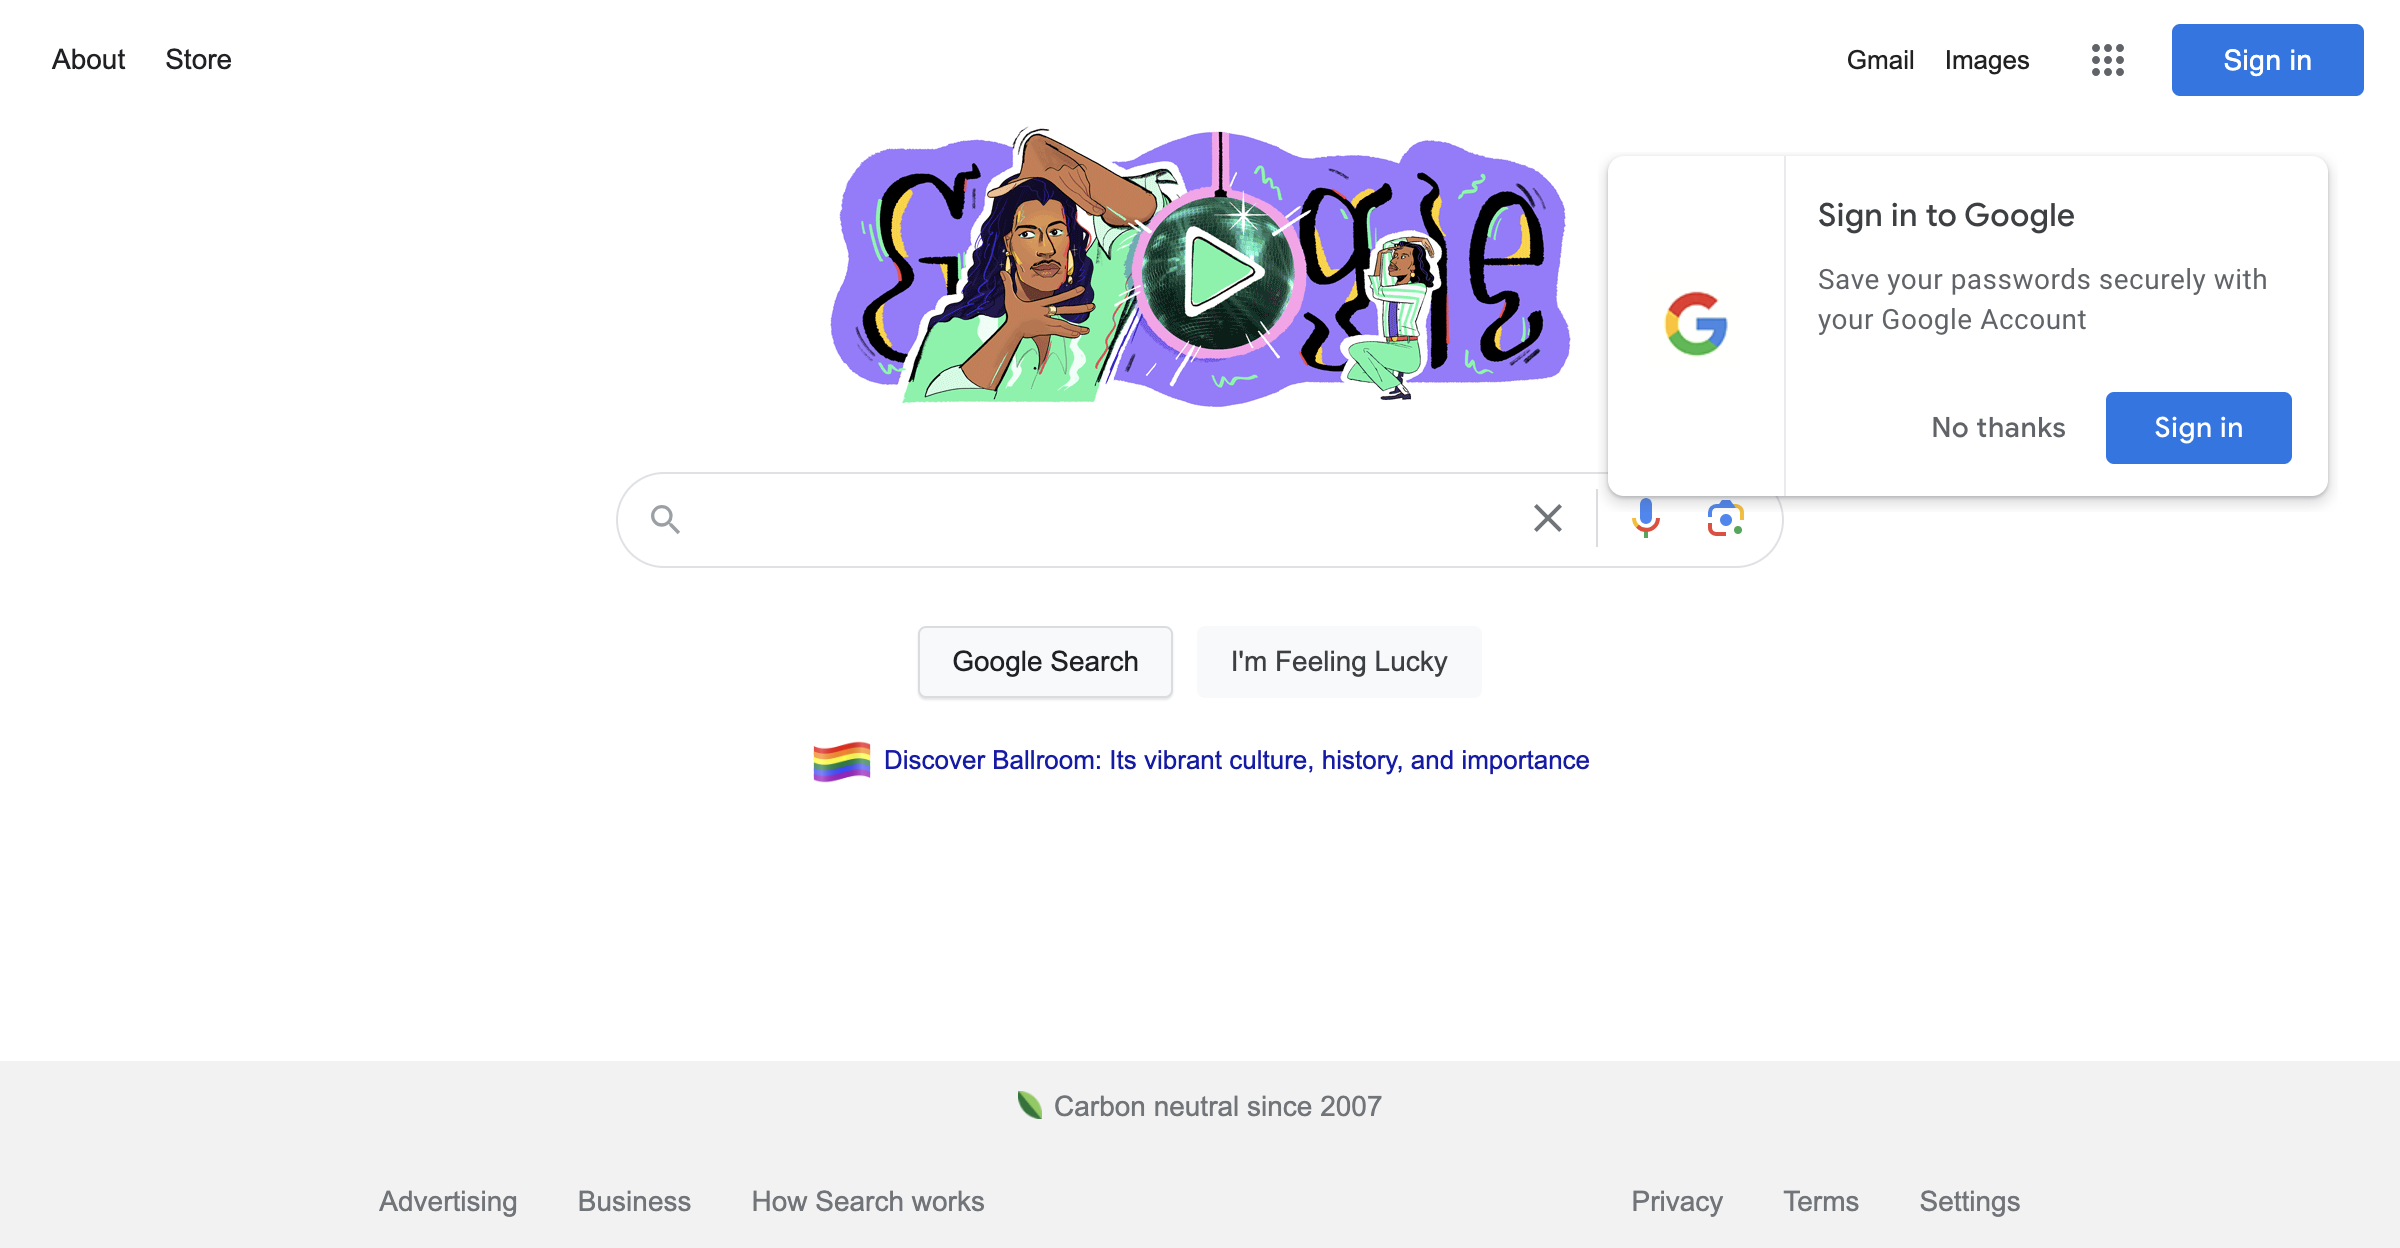 About Store
Gmail Images Sign in
Google
Sign in to Google
Save your passwords securely with
your Google Account
No thanks Sign in
Google Search I'm Feeling Lucky
Discover Ballroom: Its vibrant culture, history, and importance
Carbon neutral since 2007
Advertising Business How Search works
Privacy Terms Settings